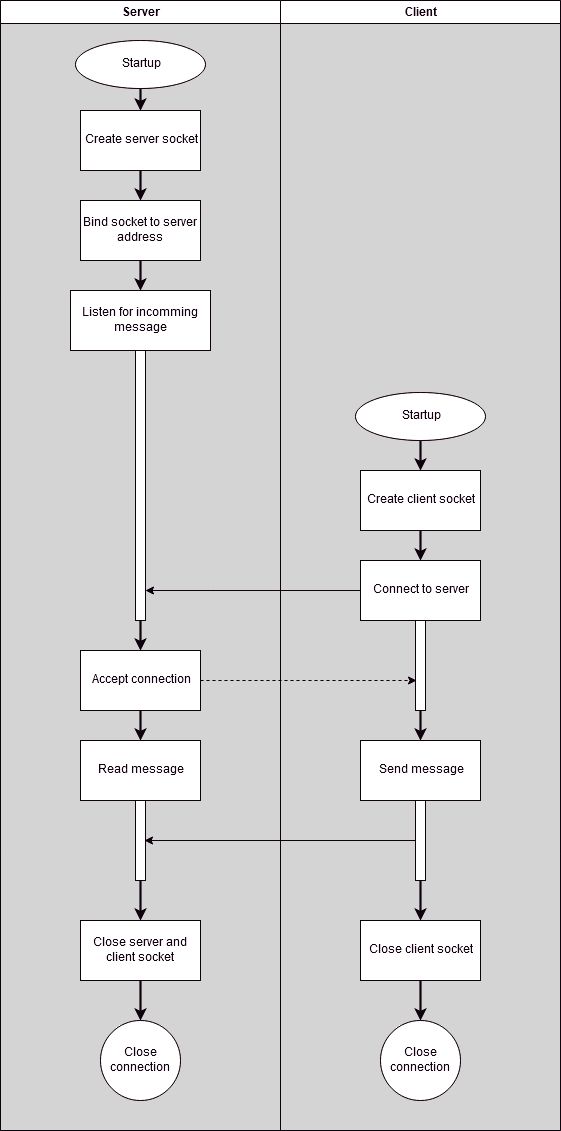 Server
Client
Startup
Create server socket
Bind socket to server
address
Listen for incomming
message
Startup
Create client socket
Connect to server
Accept connection
Read message
Send message
Close server and
client socket
Close client socket
Close
connection
Close
connection